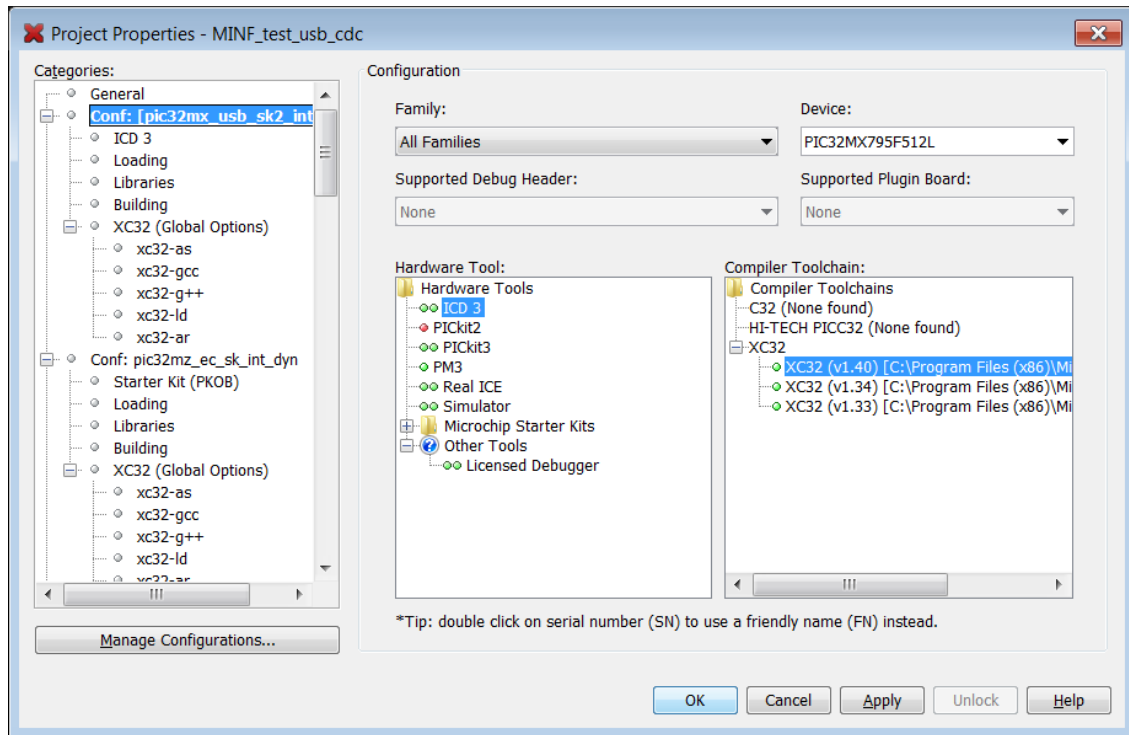 Project Properties - MINF_test_usb_cdc
Categories:
General
Conf: [pic32mx_usb_sk2_int
ICD 3
Loading
Libraries
Building
XC32 (Global Options)
xc32-as
xc32-gcc
xc32-g++
xc32-ld
xc32-ar
Conf: pic32mz_ec_sk_int_dyn
Starter Kit (PKOB)
Loading
Libraries
Building
XC32 (Global Options)
xc32-as
xc32-gcc
xc32-g++
xc32-ld
xc32-ar
Manage Configurations...
Configuration
Family:
All Families
Device:
PIC32MX795F512L
Supported Debug Header:
None
Supported Plugin Board:
None
Hardware Tool:
Hardware Tools
ICD 3
PICkit2
PICkit3
PM3
Real ICE
Simulator
Microchip Starter Kits
Other Tools
Licensed Debugger
Compiler Toolchain:
Compiler Toolchains
C32 (None found)
HI-TECH PICC32 (None found)
XC32
XC32 (v1.40) [C:\Program Files (x86)\Mi
XC32 (v1.34) [C:\Program Files (x86)\Mi
XC32 (v1.33) [C:\Program Files (x86)\Mi
*Tip: double click on serial number (SN) to use a friendly name (FN) instead.
OK
Cancel
Apply
Unlock
Help